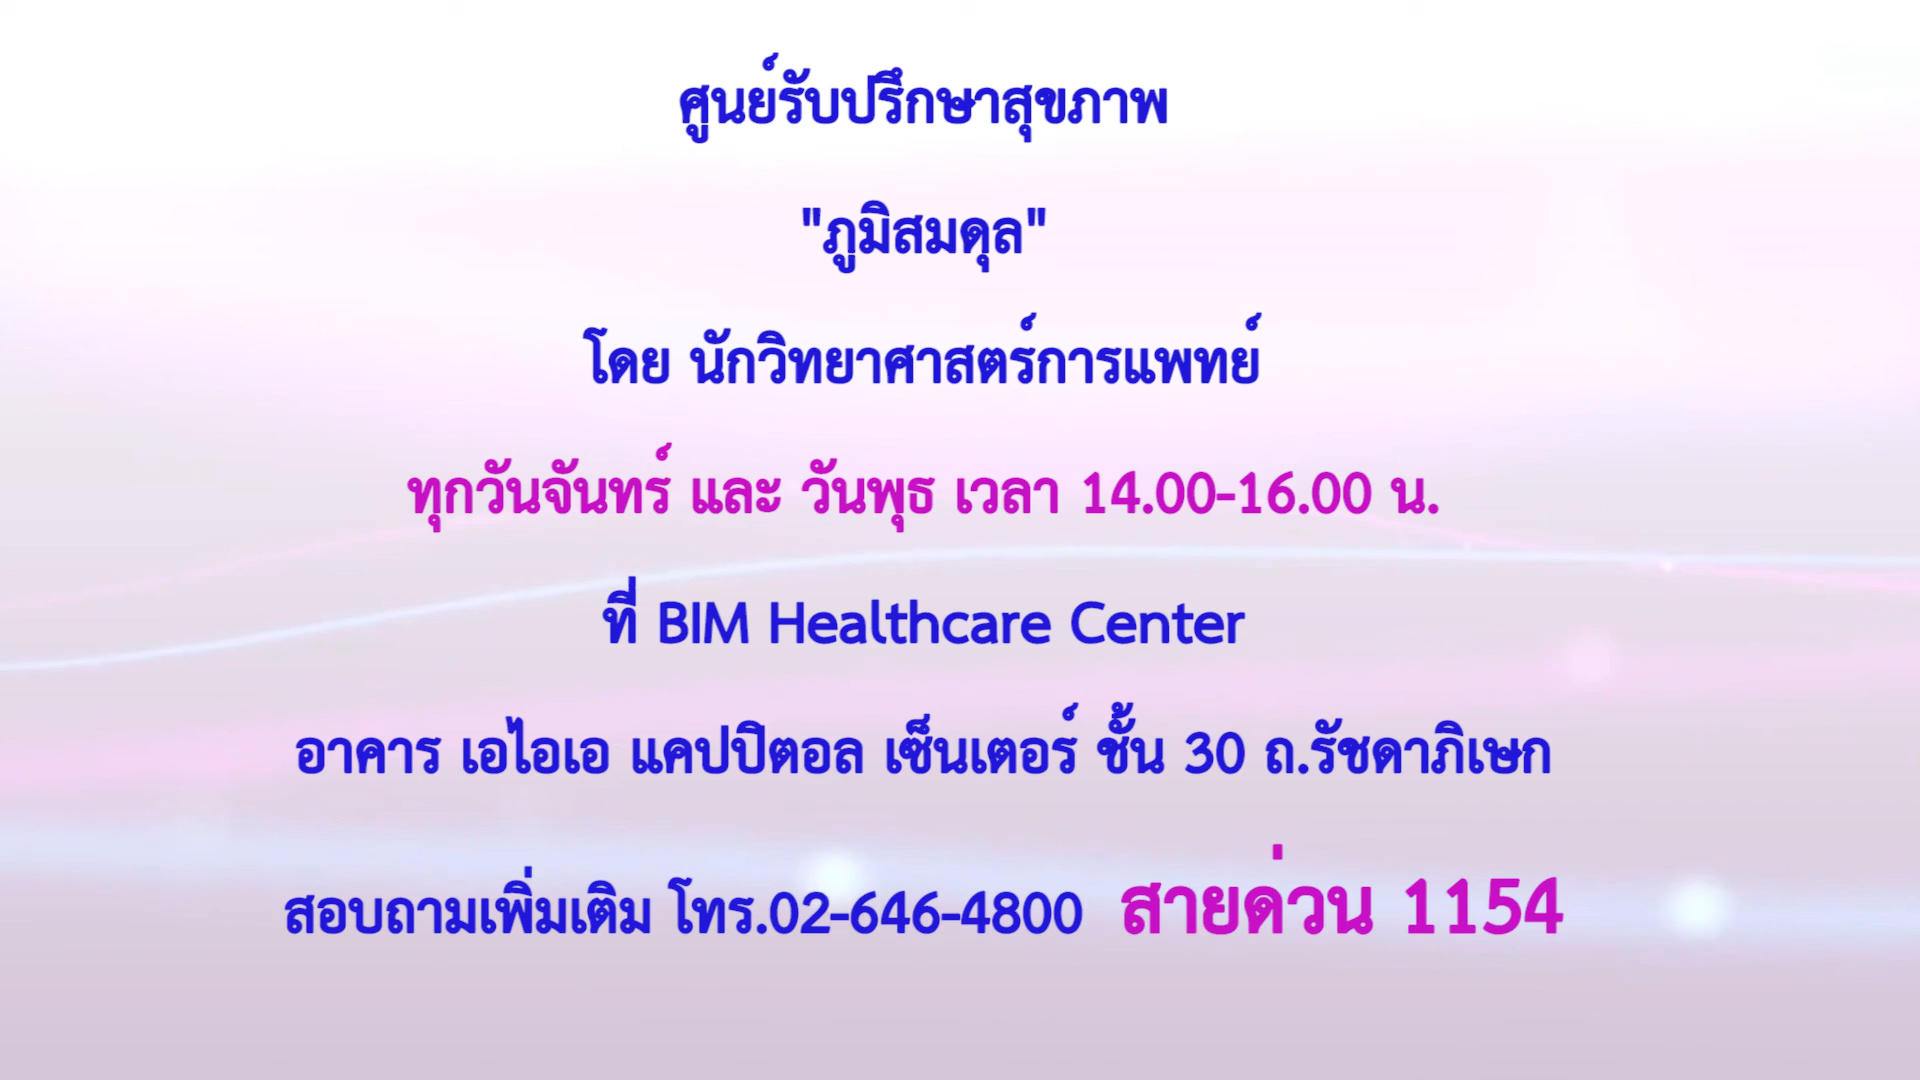 ศูนย์รับปรึกษาสุขภาพ
"ภูมิสมดุล"
โดย นักวิทยาศาสตร์การแพทย์
ทุกวันจันทร์ และ วันพุธ เวลา 14.00-16.00 น.
ที่ BIM Healthcare Center
อาคาร เอไอเอ แคปปิตอล เซ็นเตอร์ ชั้น 30 ถ.รัชดาภิเษก
สอบถามเพิ่มเติม โทร.02-646-4800 สายด่วน 1154